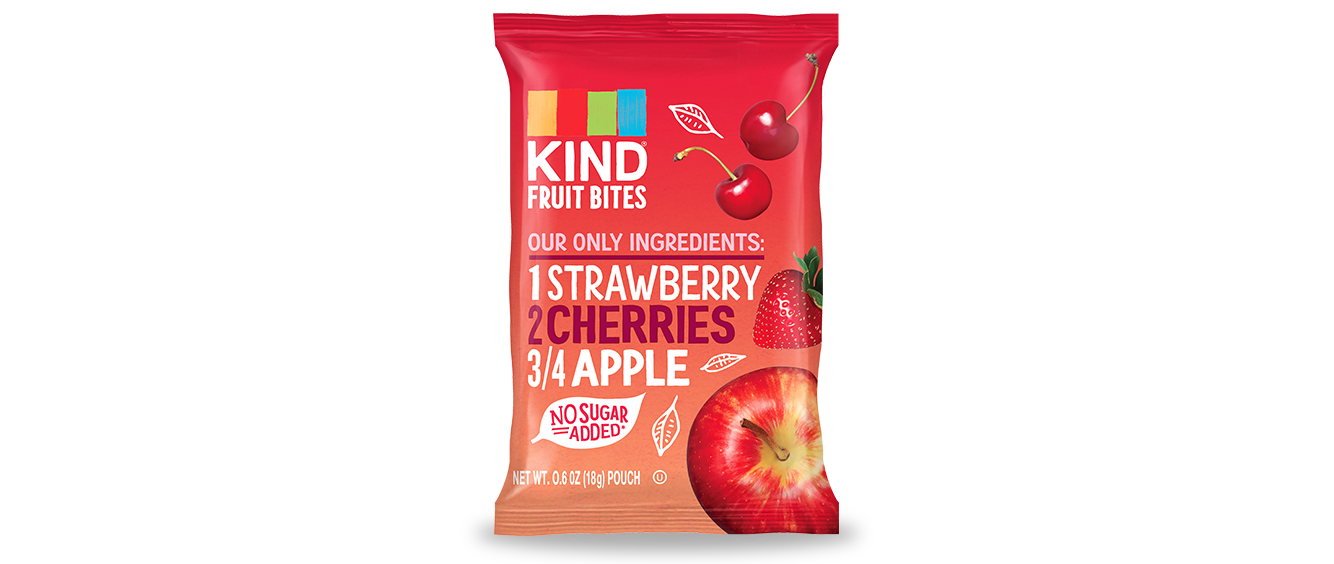 KIND®
FRUIT BITES
OUR ONLY INGREDIENTS:
1 STRAWBERRY
2 CHERRIES
3/4 APPLE
NO SUGAR
ADDED*
NET WT. 0.6 OZ (18g) POUCH Ⓤ